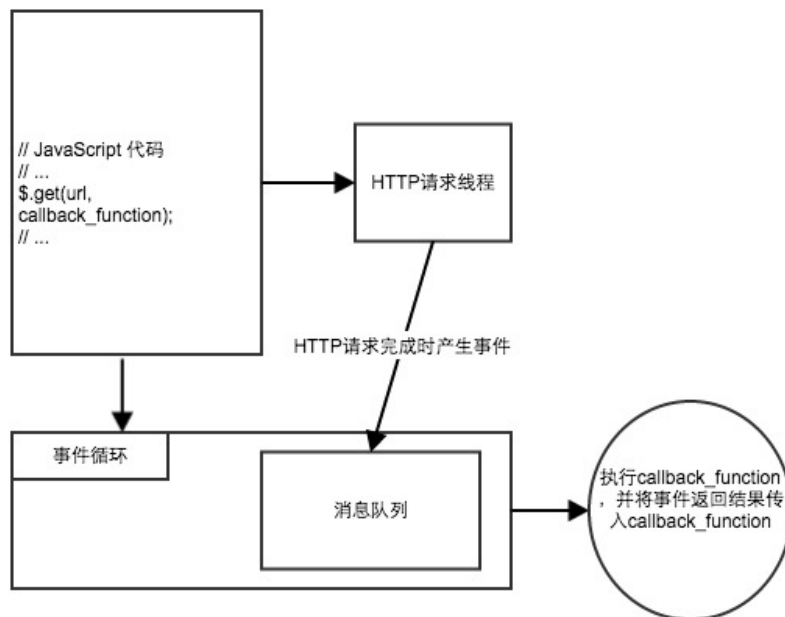 // JavaScript 代码
// ...
$.get(url,
callback_function);
// ...
HTTP请求线程
HTTP请求完成时产生事件
事件循环
消息队列
执行callback_function
，并将事件返回结果传
入callback_function